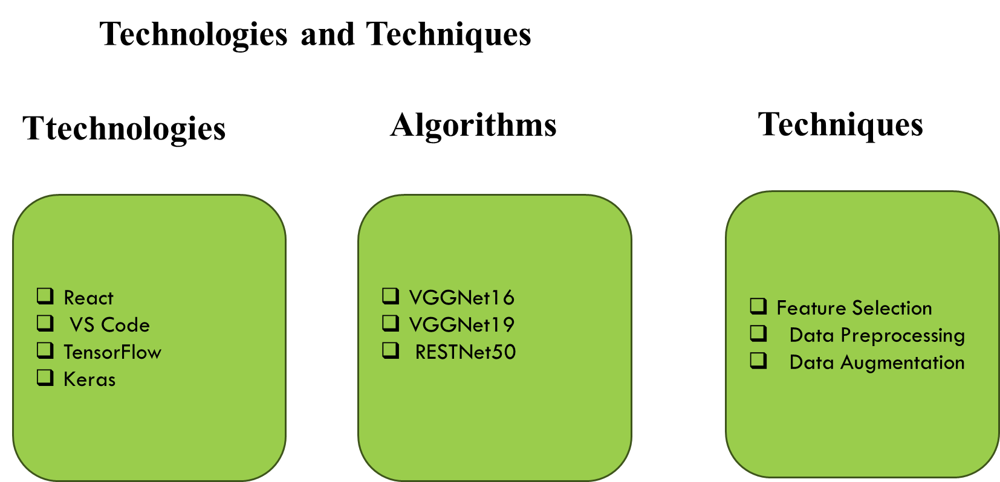 Technologies and Techniques
Ttechnologies
React
VS Code
TensorFlow
Keras
Algorithms
VGGNet16
VGGNet19
RESTNet50
Techniques
Feature Selection
Data Preprocessing
Data Augmentation